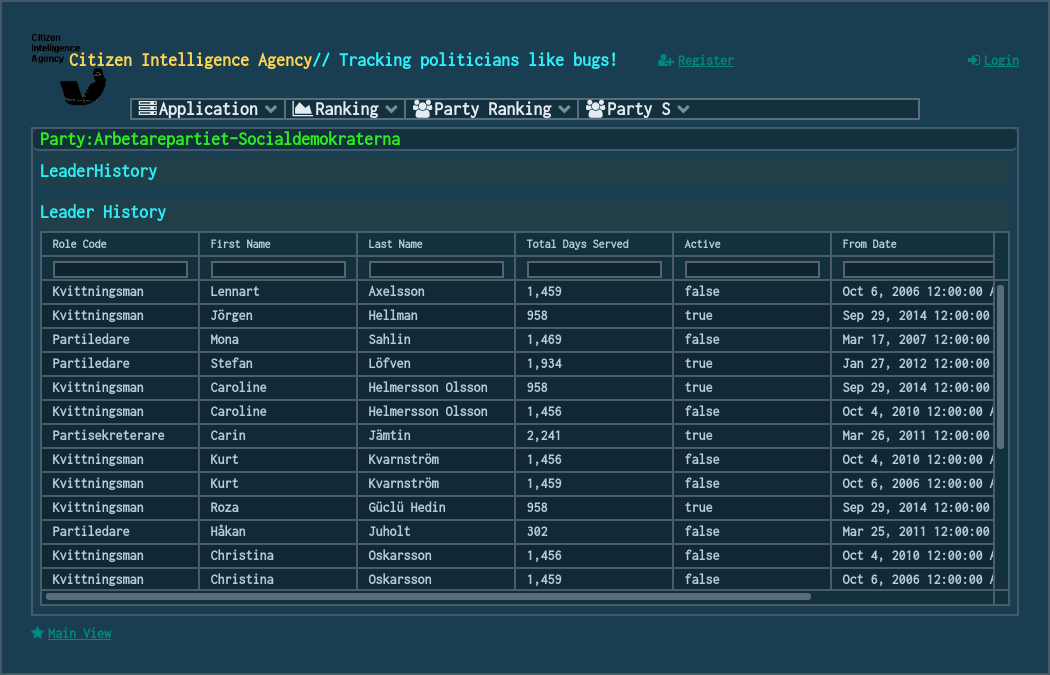 Citizen
Intelligence
Agency
Citizen Intelligence Agency// Tracking politicians like bugs! Register Login
Application Ranking Party Ranking Party S
Party:Arbetarepartiet-Socialdemokraterna
LeaderHistory
Leader History
Role Code First Name Last Name Total Days Served Active From Date
Kvittningsman Lennart Axelsson 1,459 false Oct 6, 2006 12:00:00 A
Kvittningsman Jörgen Hellman 958 true Sep 29, 2014 12:00:00
Partiledare Mona Sahlin 1,469 false Mar 17, 2007 12:00:00
Partiledare Stefan Löfven 1,934 true Jan 27, 2012 12:00:00
Kvittningsman Caroline Helmersson Olsson 958 true Sep 29, 2014 12:00:00
Kvittningsman Caroline Helmersson Olsson 1,456 false Oct 4, 2010 12:00:00 A
Partisekreterare Carin Jämtin 2,241 true Mar 26, 2011 12:00:00
Kvittningsman Kurt Kvarnström 1,456 false Oct 4, 2010 12:00:00 A
Kvittningsman Kurt Kvarnström 1,459 false Oct 6, 2006 12:00:00 A
Kvittningsman Roza Güclü Hedin 958 true Sep 29, 2014 12:00:00
Partiledare Håkan Juholt 302 false Mar 25, 2011 12:00:00
Kvittningsman Christina Oskarsson 1,456 false Oct 4, 2010 12:00:00 A
Kvittningsman Christina Oskarsson 1,459 false Oct 6, 2006 12:00:00 A
Main View